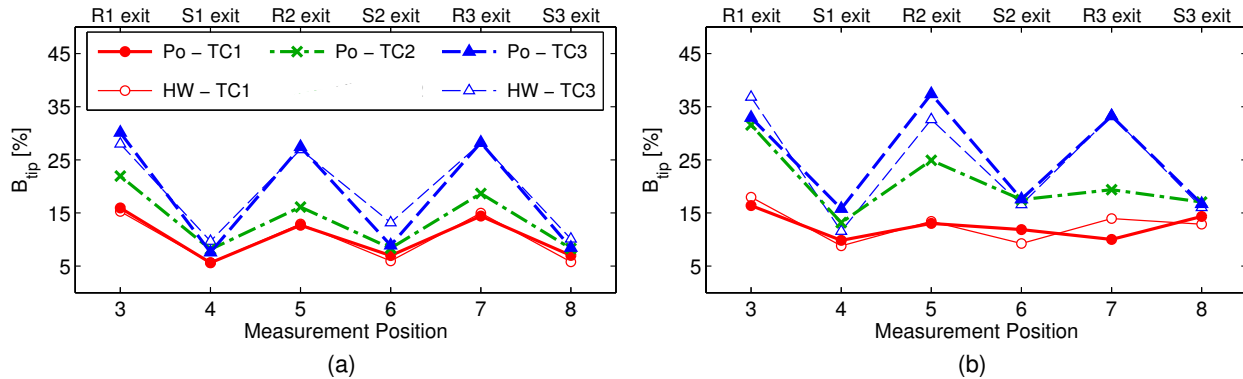 R1 exit S1 exit R2 exit S2 exit R3 exit S3 exit
45
35
25
15
5
B_tip [%]
Po – TC1
Po – TC2
Po – TC3
HW – TC1
HW – TC3
3 4 5 6 7 8
Measurement Position
(a)
R1 exit S1 exit R2 exit S2 exit R3 exit S3 exit
45
35
25
15
5
B_tip [%]
3 4 5 6 7 8
Measurement Position
(b)